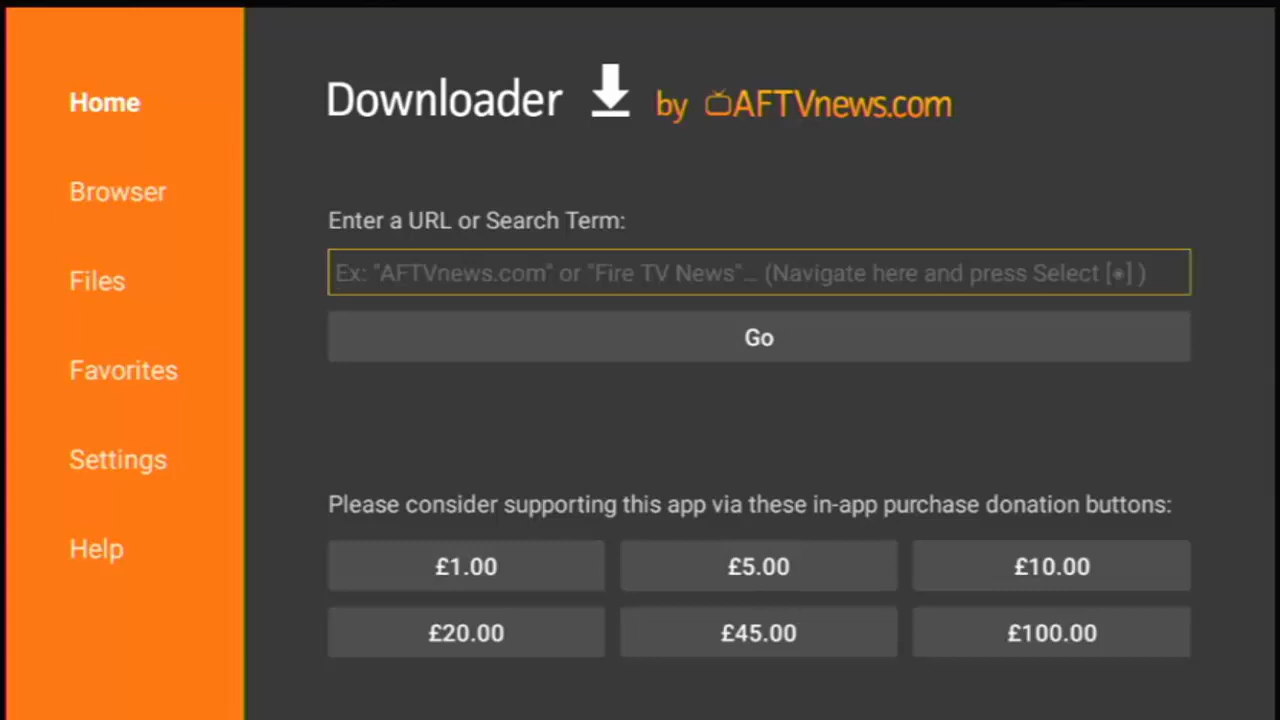 Home
Browser
Files
Favorites
Settings
Help
Downloader by AFTVnews.com
Enter a URL or Search Term:
Ex: "AFTVnews.com" or "Fire TV News"... (Navigate here and press Select [•] )
Go
Please consider supporting this app via these in-app purchase donation buttons:
£1.00 £5.00 £10.00
£20.00 £45.00 £100.00